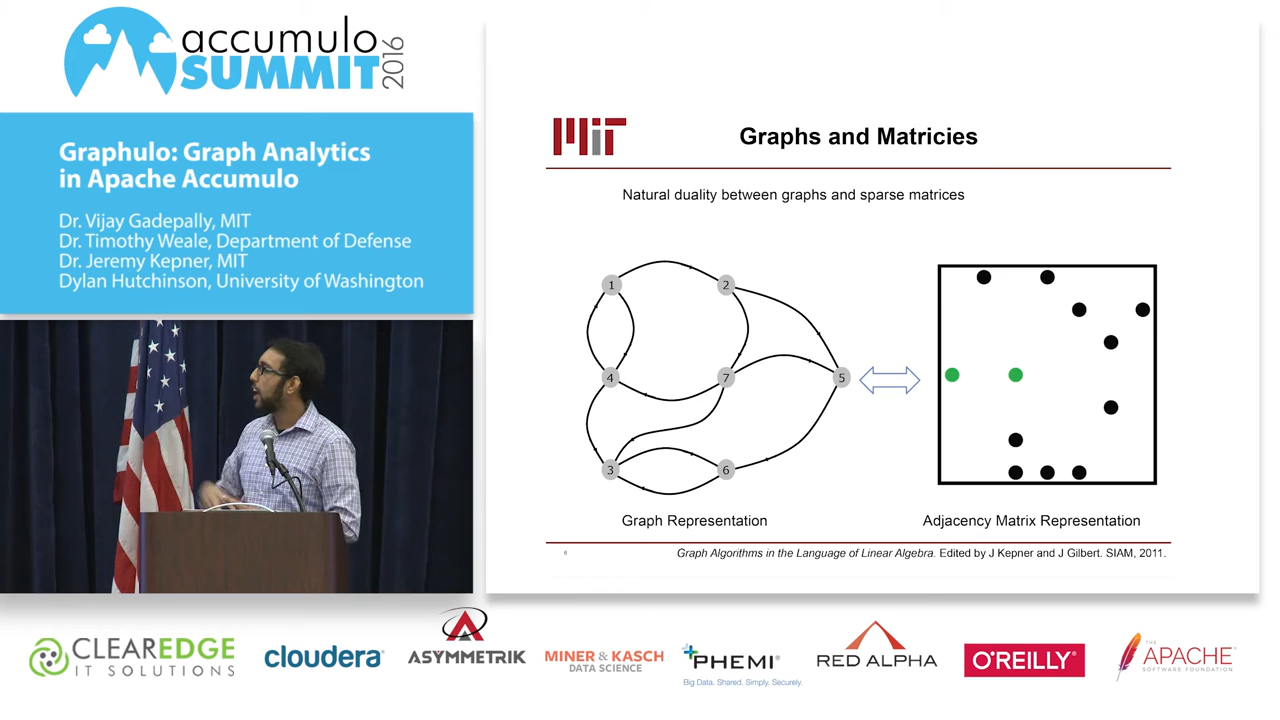 accumulo
SUMMIT
2016
Graphulo: Graph Analytics
in Apache Accumulo
Dr. Vijay Gadepally, MIT
Dr. Timothy Weale, Department of Defense
Dr. Jeremy Kepner, MIT
Dylan Hutchinson, University of Washington
MIT
Graphs and Matricies
Natural duality between graphs and sparse matrices
1
2
4
7
5
3
6
Graph Representation
Adjacency Matrix Representation
6
Graph Algorithms in the Language of Linear Algebra. Edited by J Kepner and J Gilbert. SIAM, 2011.
CLEAREDGE
IT SOLUTIONS
cloudera
ASYMMETRIK
MINER & KASCH
DATA SCIENCE
PHEMI
Big Data. Shared. Simply. Securely.
RED ALPHA
O'REILLY
THE
APACHE
SOFTWARE FOUNDATION